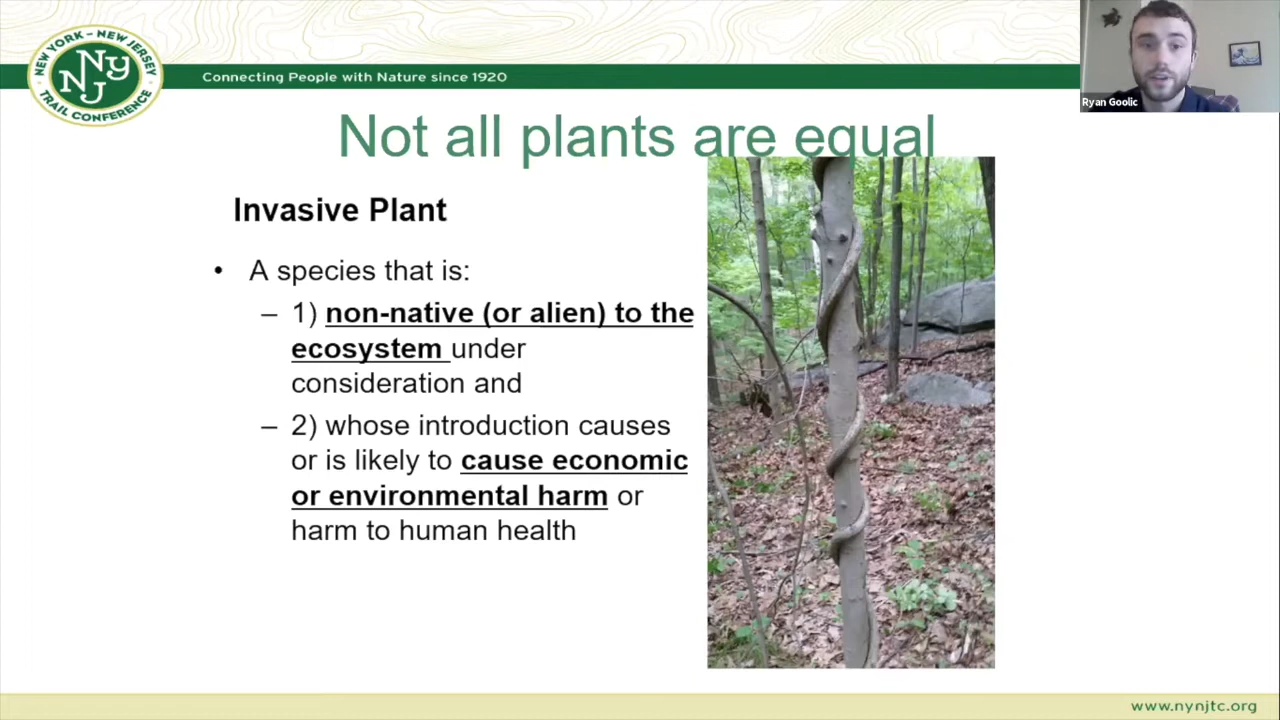 NEW YORK – NEW JERSEY
NY
NJ
TRAIL CONFERENCE
Connecting People with Nature since 1920
Ryan Goolic
Not all plants are equal
Invasive Plant
• A species that is:
– 1) non-native (or alien) to the
ecosystem under
consideration and
– 2) whose introduction causes
or is likely to cause economic
or environmental harm or
harm to human health
www.nynjtc.org